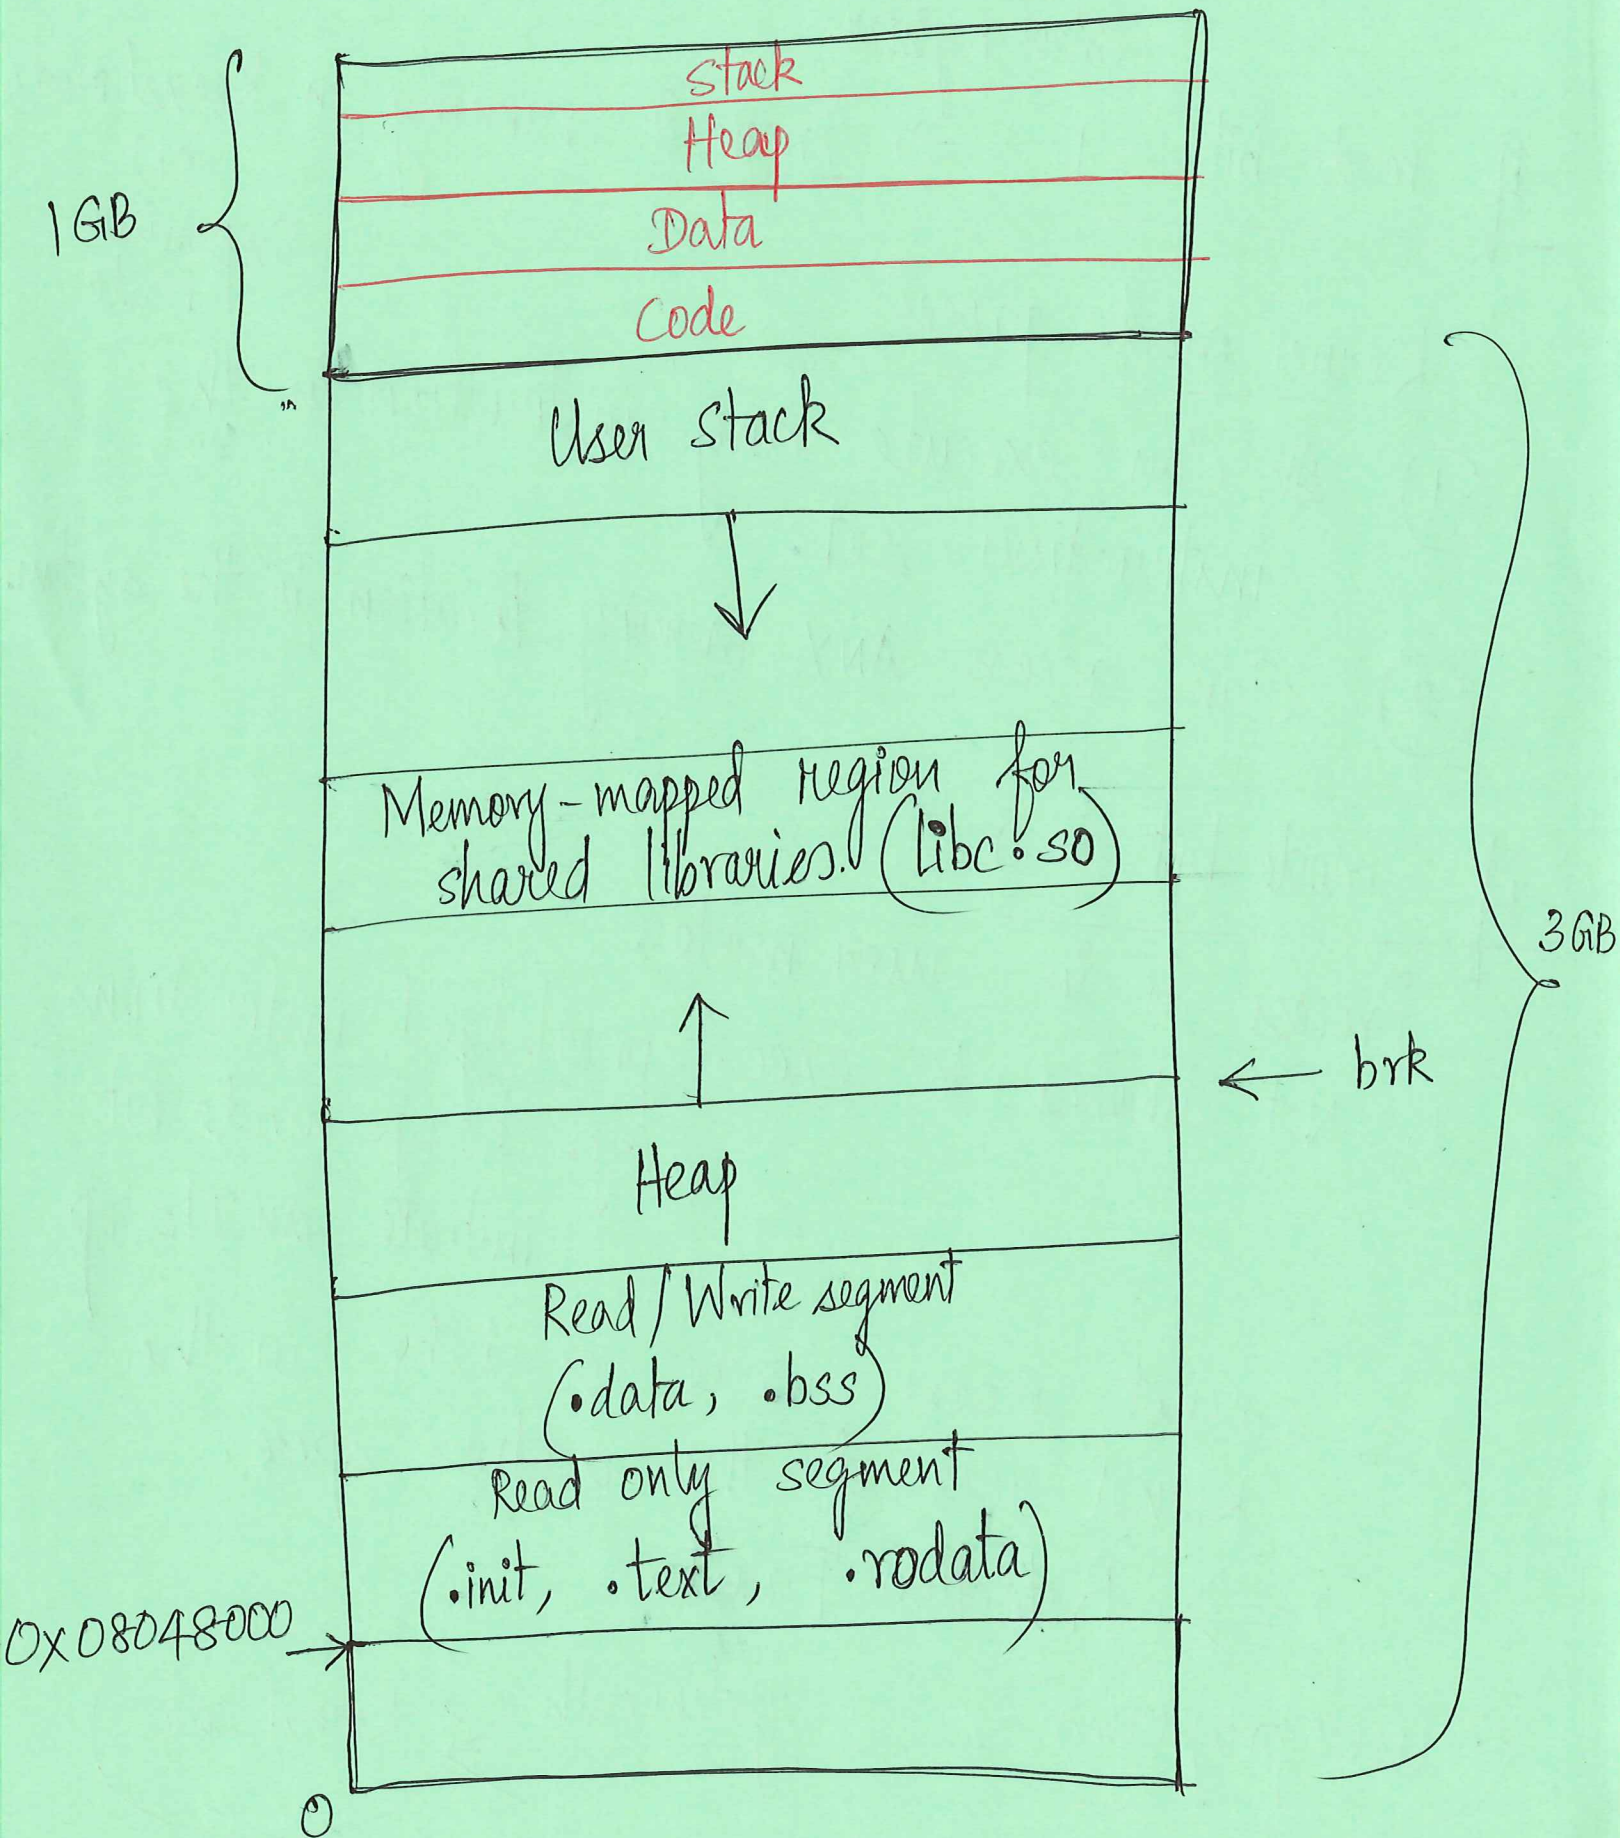 Stack
Heap
Data
Code
1GB
User Stack
Memory-mapped region for
shared libraries. (libc.so)
3GB
brk
Heap
Read/Write segment
(.data, .bss)
Read only segment
(.init, .text, .rodata)
0x08048000
0